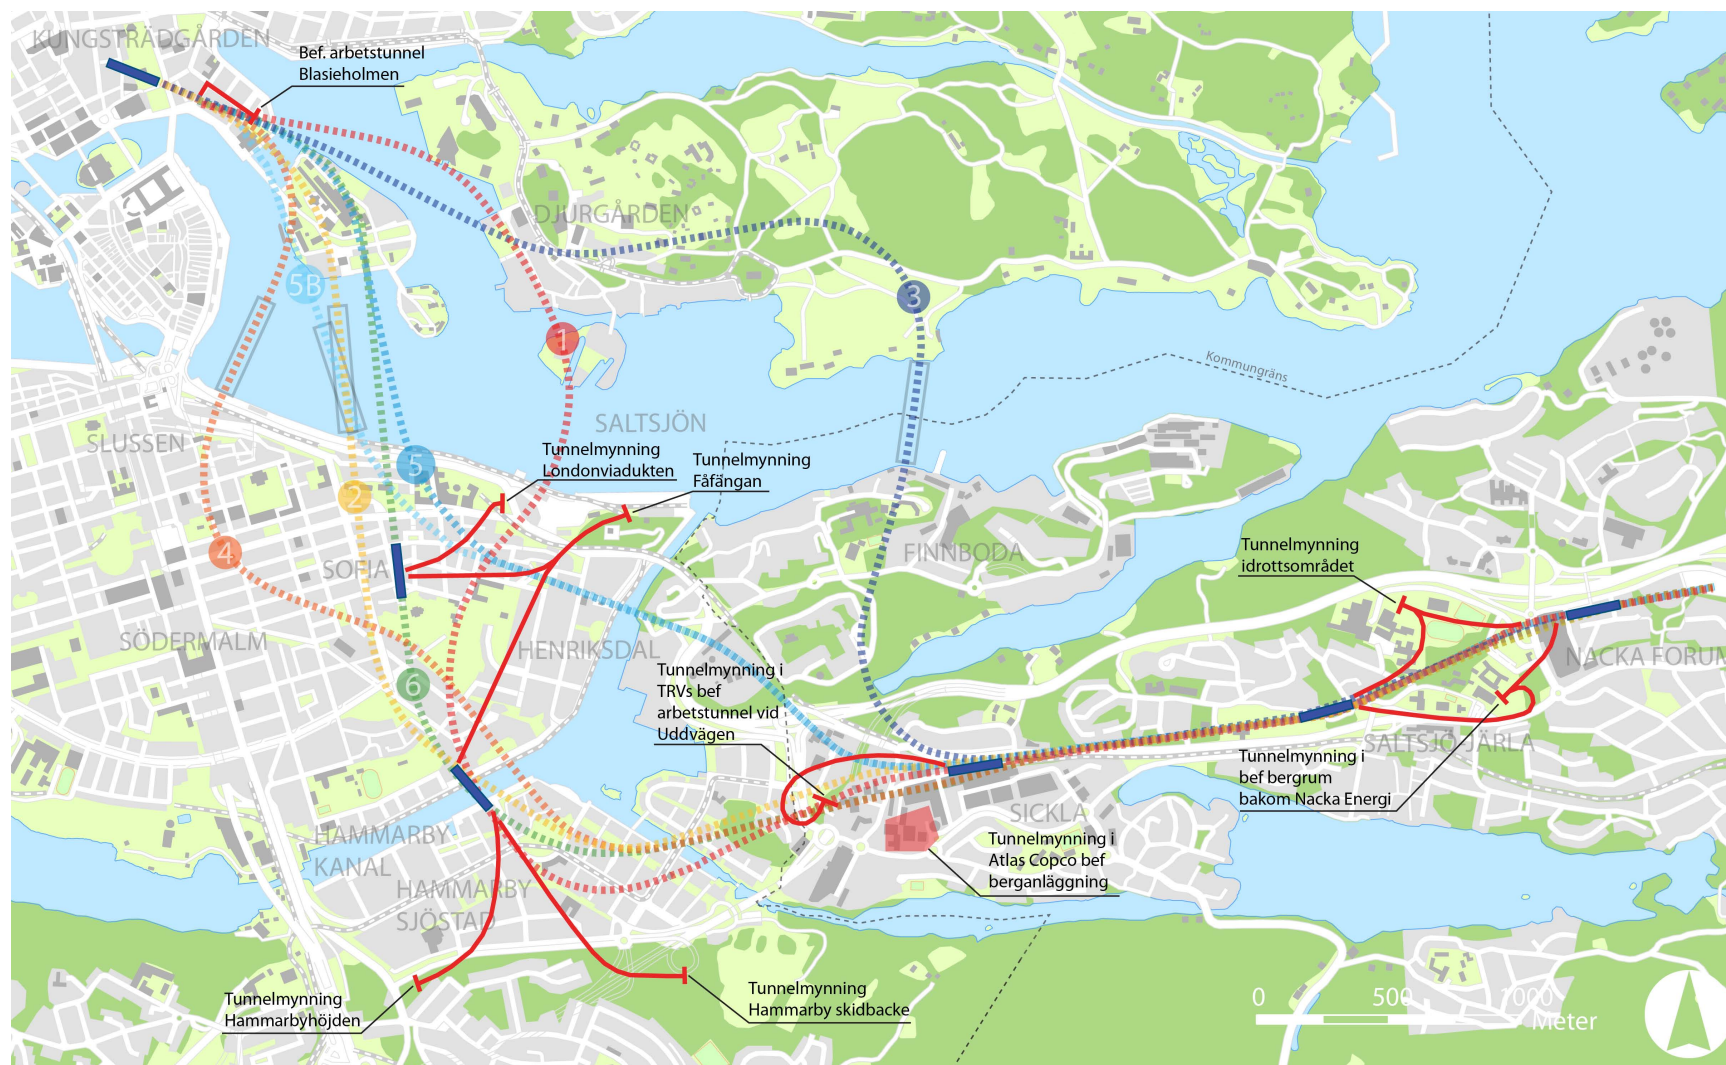 KUNGSTRÄDGÅRDEN
Bef. arbetstunnel
Blasieholmen
DJURGÅRDEN
5B
3
1
Kommungräns
SALTSJÖN
SLUSSEN
Tunnelmynning
Londonviadukten
Tunnelmynning
Fåfängan
5
2
4
SOFIA
FINNBODA
Tunnelmynning
idrottsområdet
SÖDERMALM
HENRIKSDAL
NACKA FORUM
6
Tunnelmynning i
TRVs bef
arbetstunnel vid
Uddvägen
SALTSJÖ-JÄRLA
Tunnelmynning i
bef bergrum
bakom Nacka Energi
SICKLA
HAMMARBY
KANAL
Tunnelmynning i
Atlas Copco bef
berganläggning
HAMMARBY
SJÖSTAD
Tunnelmynning
Hammarbyhöjden
Tunnelmynning
Hammarby skidbacke
0 500 1000
Meter